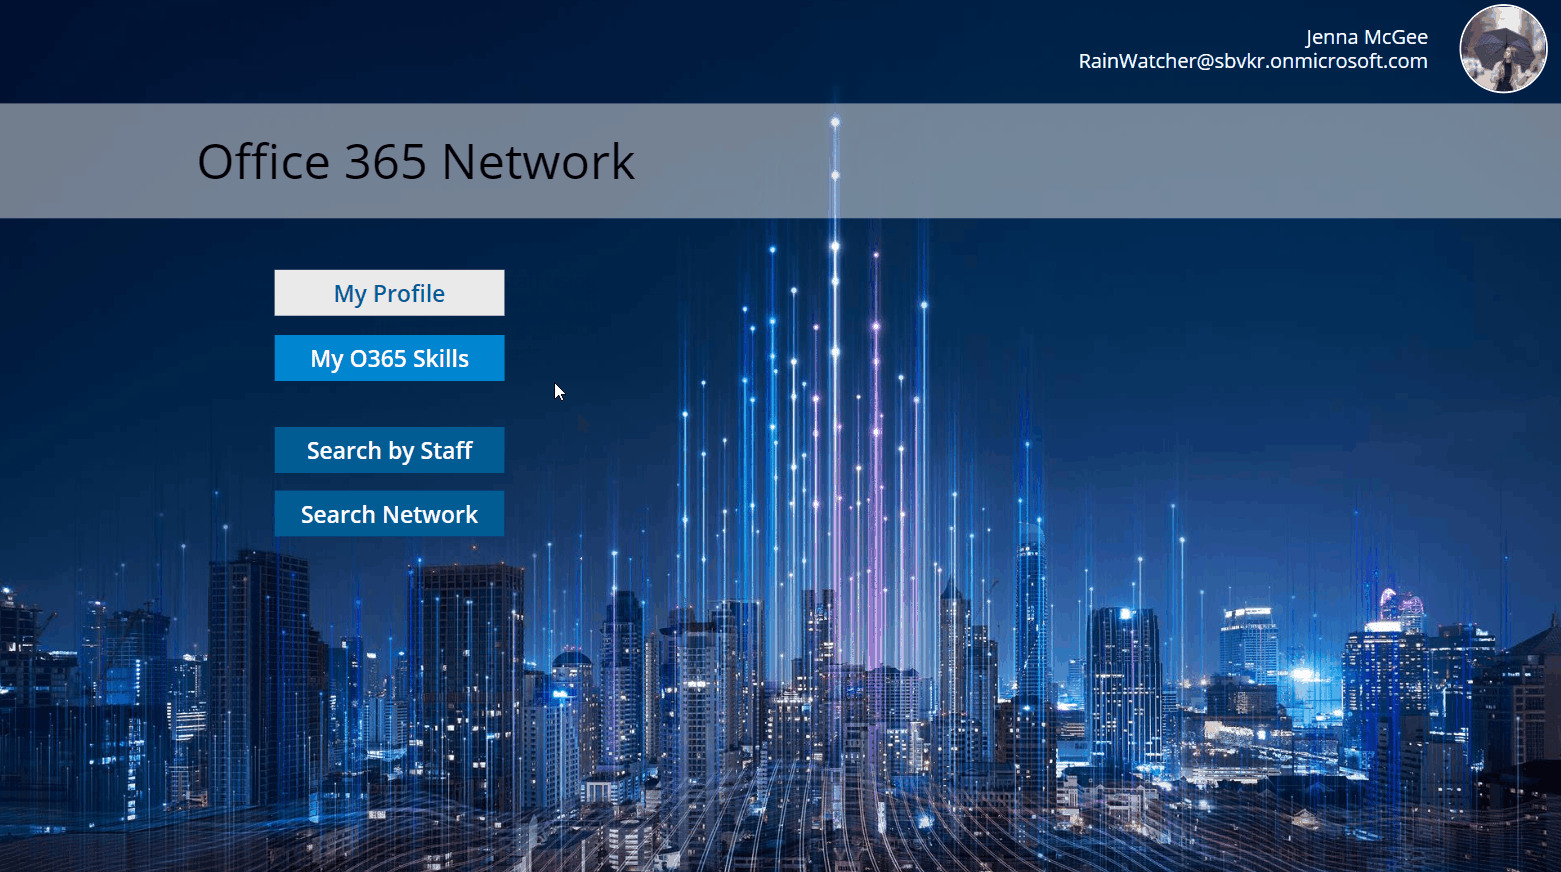 Jenna McGee
RainWatcher@sbvkr.onmicrosoft.com
Office 365 Network
My Profile
My O365 Skills
Search by Staff
Search Network